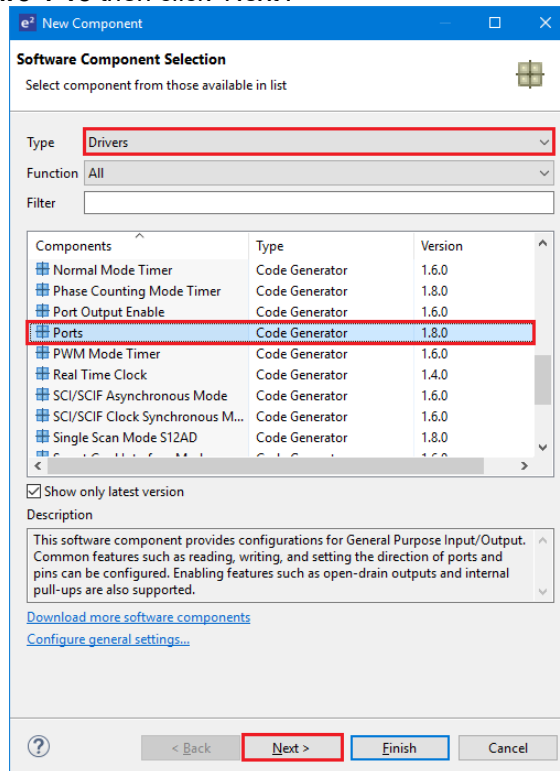 then click
e² New Component
Software Component Selection
Select component from those available in list
Type Drivers
Function All
Filter
Components Type Version
Normal Mode Timer Code Generator 1.6.0
Phase Counting Mode Timer Code Generator 1.8.0
Port Output Enable Code Generator 1.6.0
Ports Code Generator 1.8.0
PWM Mode Timer Code Generator 1.6.0
Real Time Clock Code Generator 1.4.0
SCI/SCIF Asynchronous Mode Code Generator 1.6.0
SCI/SCIF Clock Synchronous M... Code Generator 1.6.0
Single Scan Mode S12AD Code Generator 1.8.0
Show only latest version
Description
This software component provides configurations for General Purpose Input/Output.
Common features such as reading, writing, and setting the direction of ports and
pins can be configured. Enabling features such as open-drain outputs and internal
pull-ups are also supported.
Download more software components
Configure general settings...
? < Back Next > Finish Cancel